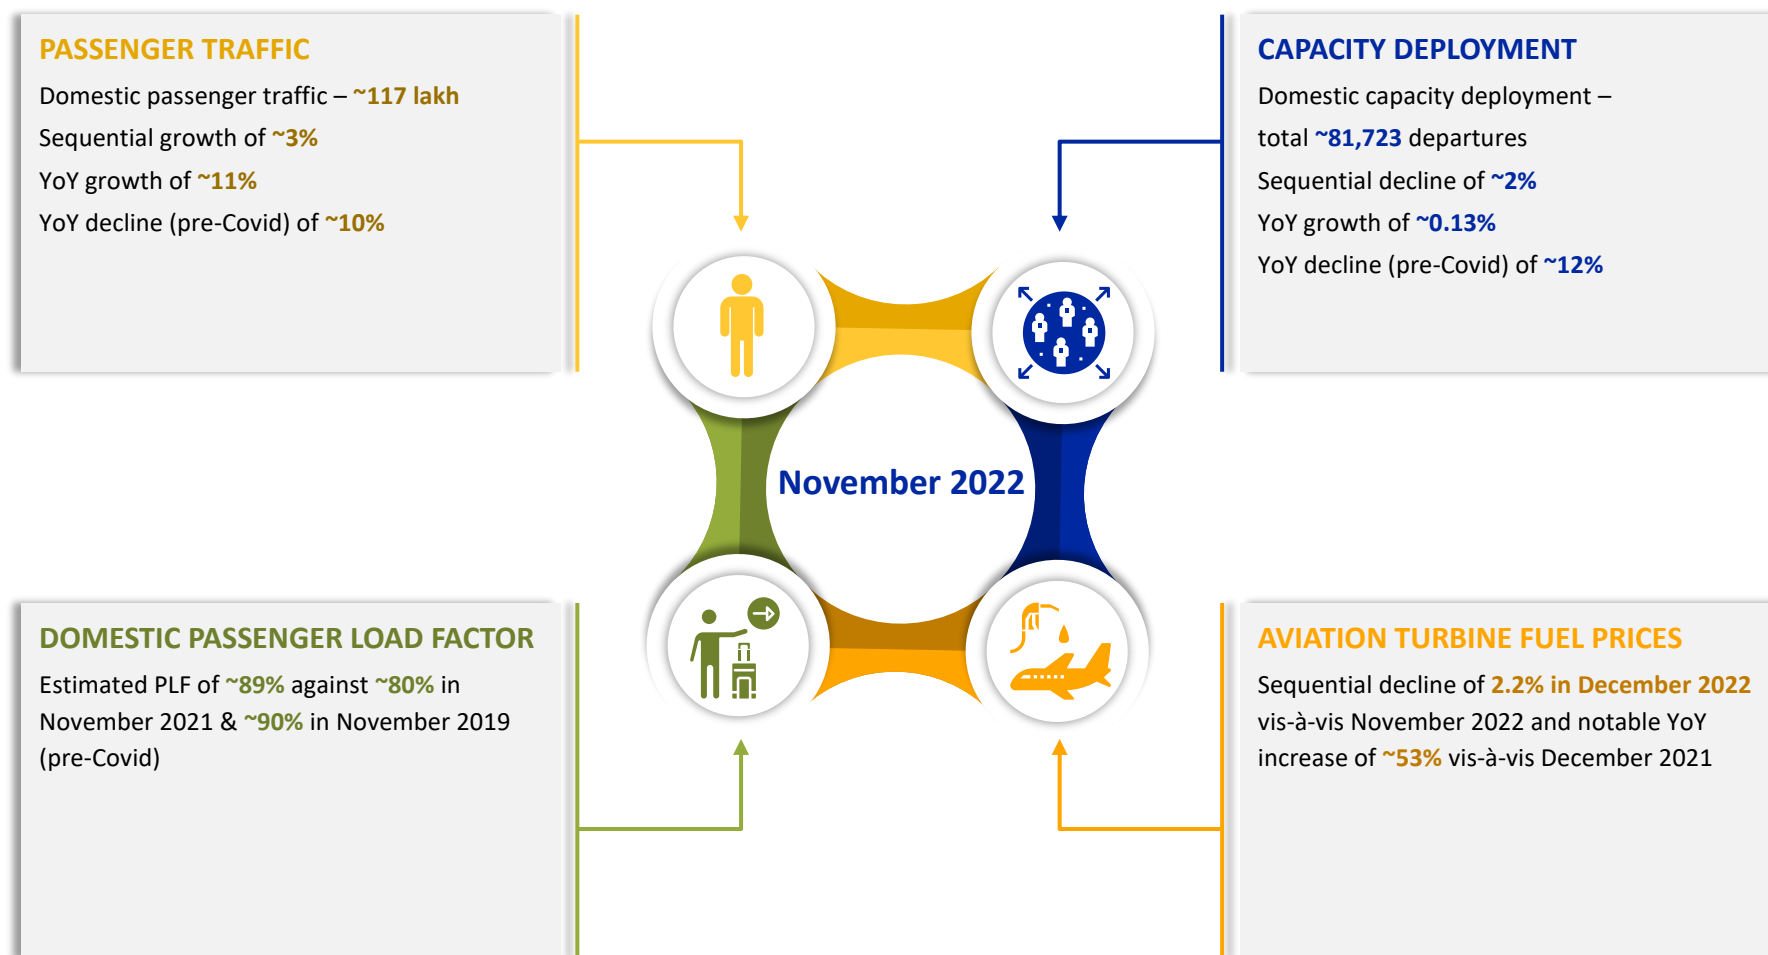 PASSENGER TRAFFIC
Domestic passenger traffic – ~117 lakh
Sequential growth of ~3%
YoY growth of ~11%
YoY decline (pre-Covid) of ~10%
CAPACITY DEPLOYMENT
Domestic capacity deployment –
total ~81,723 departures
Sequential decline of ~2%
YoY growth of ~0.13%
YoY decline (pre-Covid) of ~12%
November 2022
DOMESTIC PASSENGER LOAD FACTOR
Estimated PLF of ~89% against ~80% in
November 2021 & ~90% in November 2019
(pre-Covid)
AVIATION TURBINE FUEL PRICES
Sequential decline of 2.2% in December 2022
vis-à-vis November 2022 and notable YoY
increase of ~53% vis-à-vis December 2021